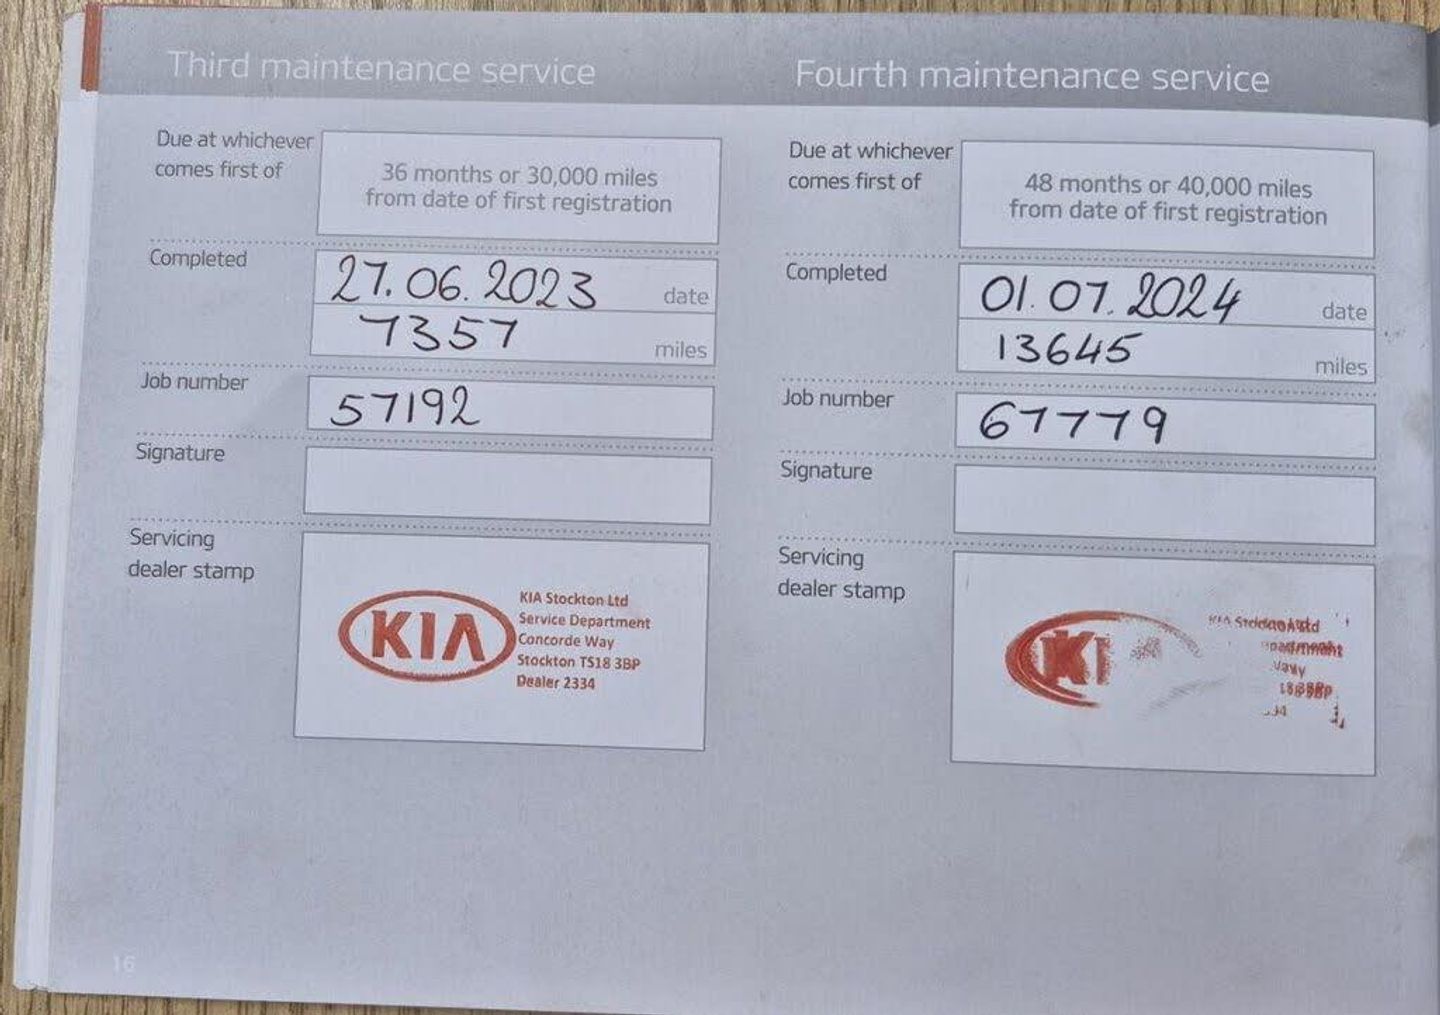 Third maintenance service
Due at whichever
comes first of
36 months or 30,000 miles
from date of first registration
Completed
27.06.2023 date
7357 miles
Job number
57192
Signature
Servicing
dealer stamp
KIA
KIA Stockton Ltd
Service Department
Concorde Way
Stockton TS18 3BP
Dealer 2334
16
Fourth maintenance service
Due at whichever
comes first of
48 months or 40,000 miles
from date of first registration
Completed
01.07.2024 date
13645 miles
Job number
67779
Signature
Servicing
dealer stamp
KI